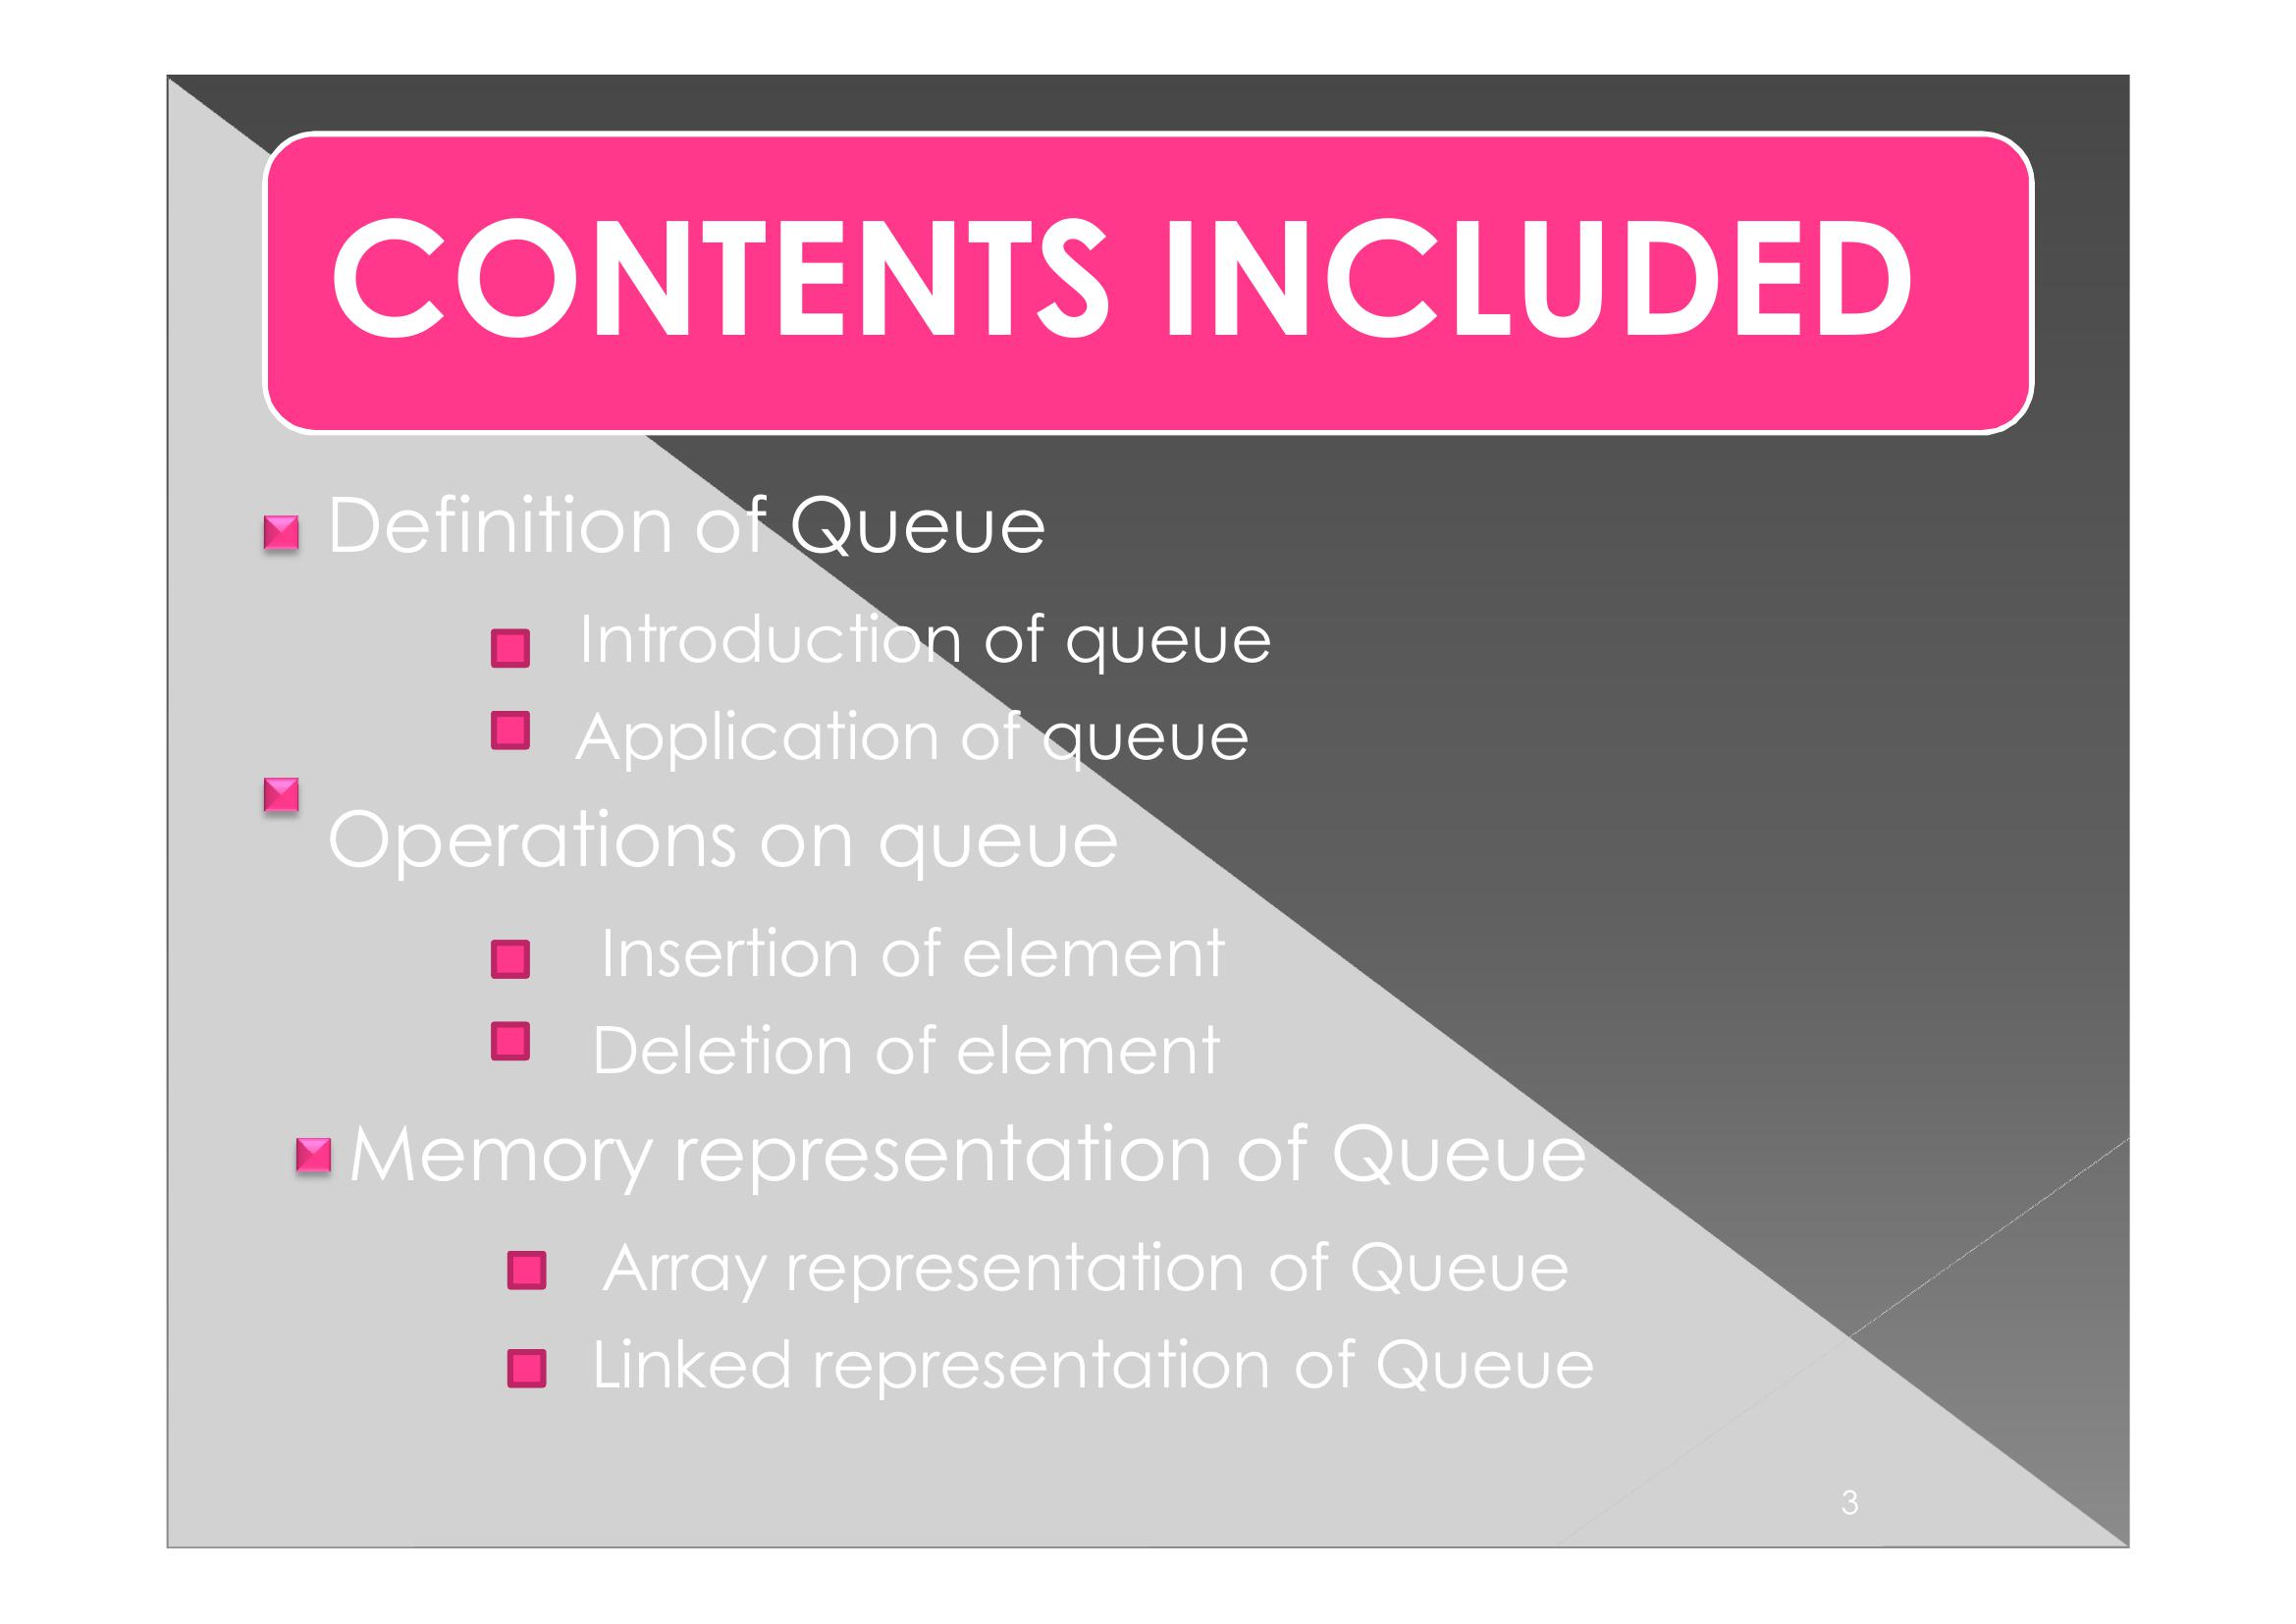 CONTENTS INCLUDED
Definition of Queue
Introduction of queue
Application of queue
Operations on queue
Insertion of element
Deletion of element
Memory representation of Queue
Array representation of Queue
Linked representation of Queue
3